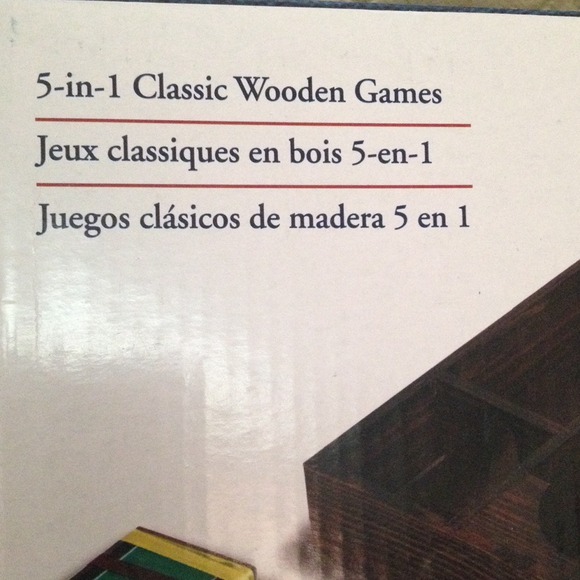 5-in-1 Classic Wooden Games
Jeux classiques en bois 5-en-1
Juegos clásicos de madera 5 en 1